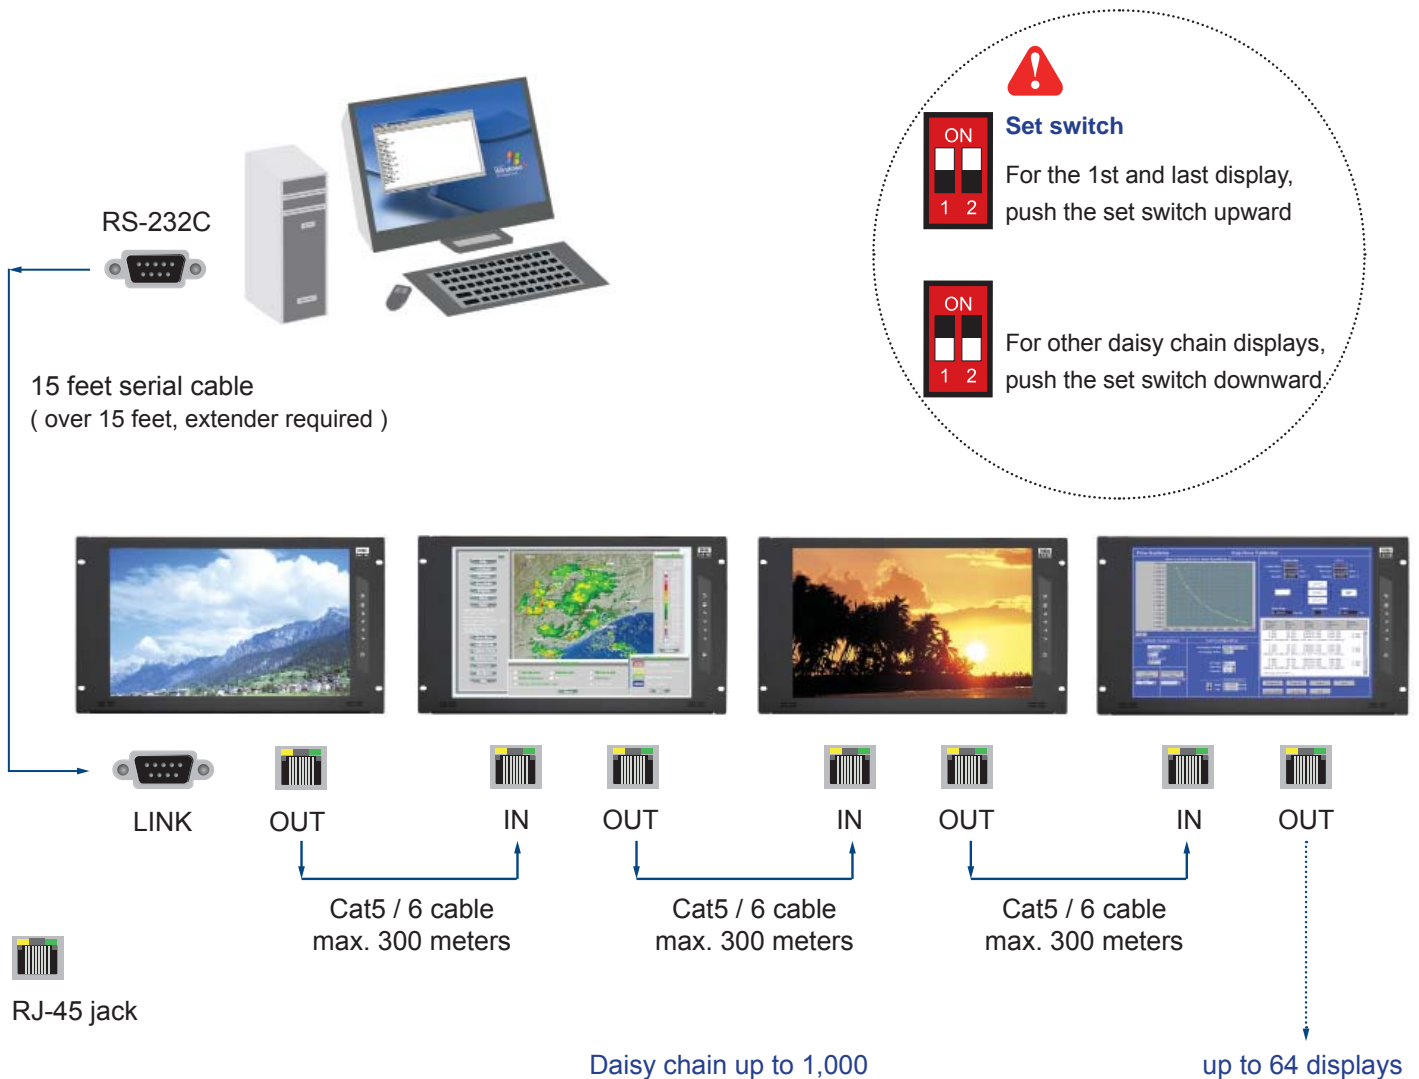 Set switch
ON
1 2
For the 1st and last display,
push the set switch upward
RS-232C
Windows
ON
1 2
For other daisy chain displays,
push the set switch downward.
15 feet serial cable
( over 15 feet, extender required )
LINK
OUT
IN
OUT
IN
OUT
IN
OUT
Cat5 / 6 cable
max. 300 meters
Cat5 / 6 cable
max. 300 meters
Cat5 / 6 cable
max. 300 meters
RJ-45 jack
Daisy chain up to 1,000
up to 64 displays